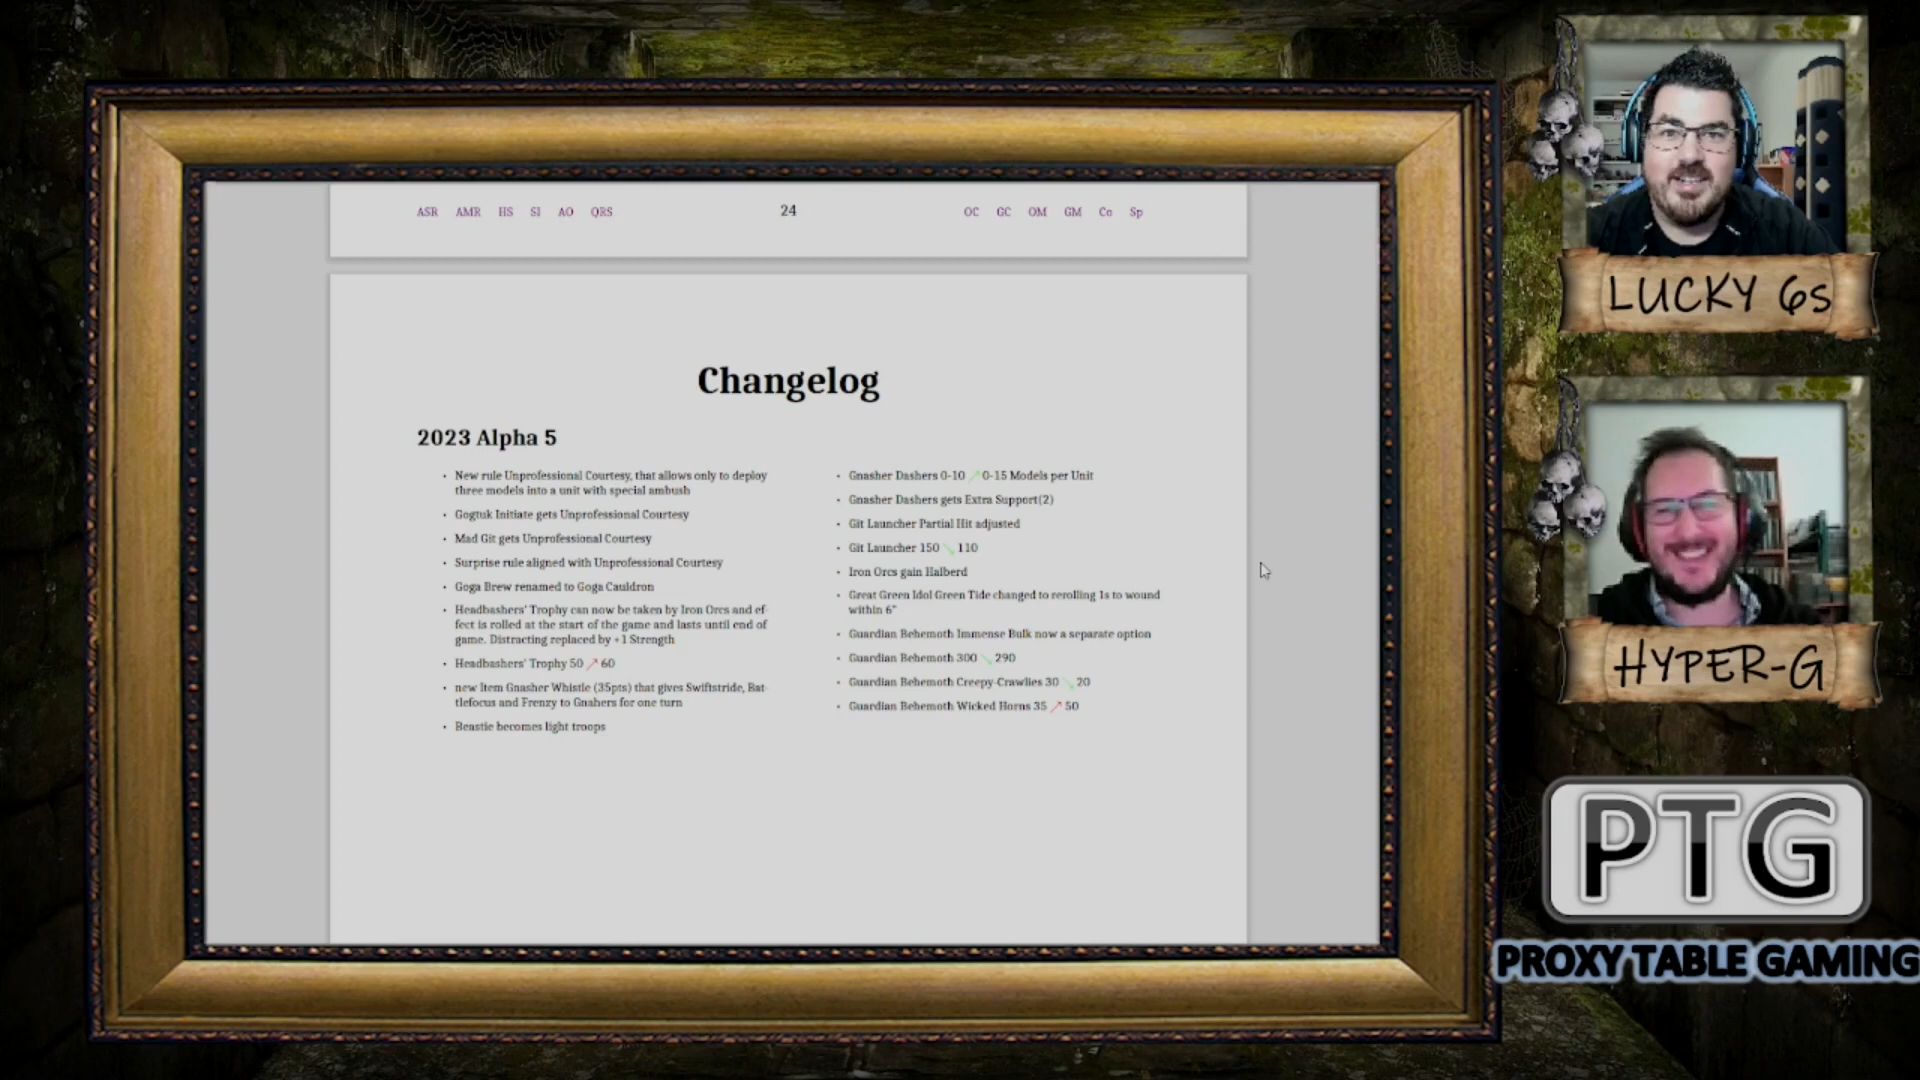 ASR AMR HS SI AO QRS 24 OC GC OM GM Co Sp
Changelog
2023 Alpha 5
• New rule Unprofessional Courtesy, that allows only to deploy
three models into a unit with special ambush
• Gogtuk Initiate gets Unprofessional Courtesy
• Mad Git gets Unprofessional Courtesy
• Surprise rule aligned with Unprofessional Courtesy
• Goga Brew renamed to Goga Cauldron
• Headbashers' Trophy can now be taken by Iron Orcs and ef-
fect is rolled at the start of the game and lasts until end of
game. Distracting replaced by +1 Strength
• Headbashers' Trophy 50 ↗ 60
• new Item Gnasher Whistle (35pts) that gives Swiftstride, Bat-
tlefocus and Frenzy to Gnahers for one turn
• Beastie becomes light troops
• Gnasher Dashers 0-10 ↗ 0-15 Models per Unit
• Gnasher Dashers gets Extra Support(2)
• Git Launcher Partial Hit adjusted
• Git Launcher 150 ↘ 110
• Iron Orcs gain Halberd
• Great Green Idol Green Tide changed to rerolling 1s to wound
within 6"
• Guardian Behemoth Immense Bulk now a separate option
• Guardian Behemoth 300 ↘ 290
• Guardian Behemoth Creepy-Crawlies 30 ↘ 20
• Guardian Behemoth Wicked Horns 35 ↗ 50
LUCKY 6s
HYPER-G
PTG
PROXY TABLE GAMING